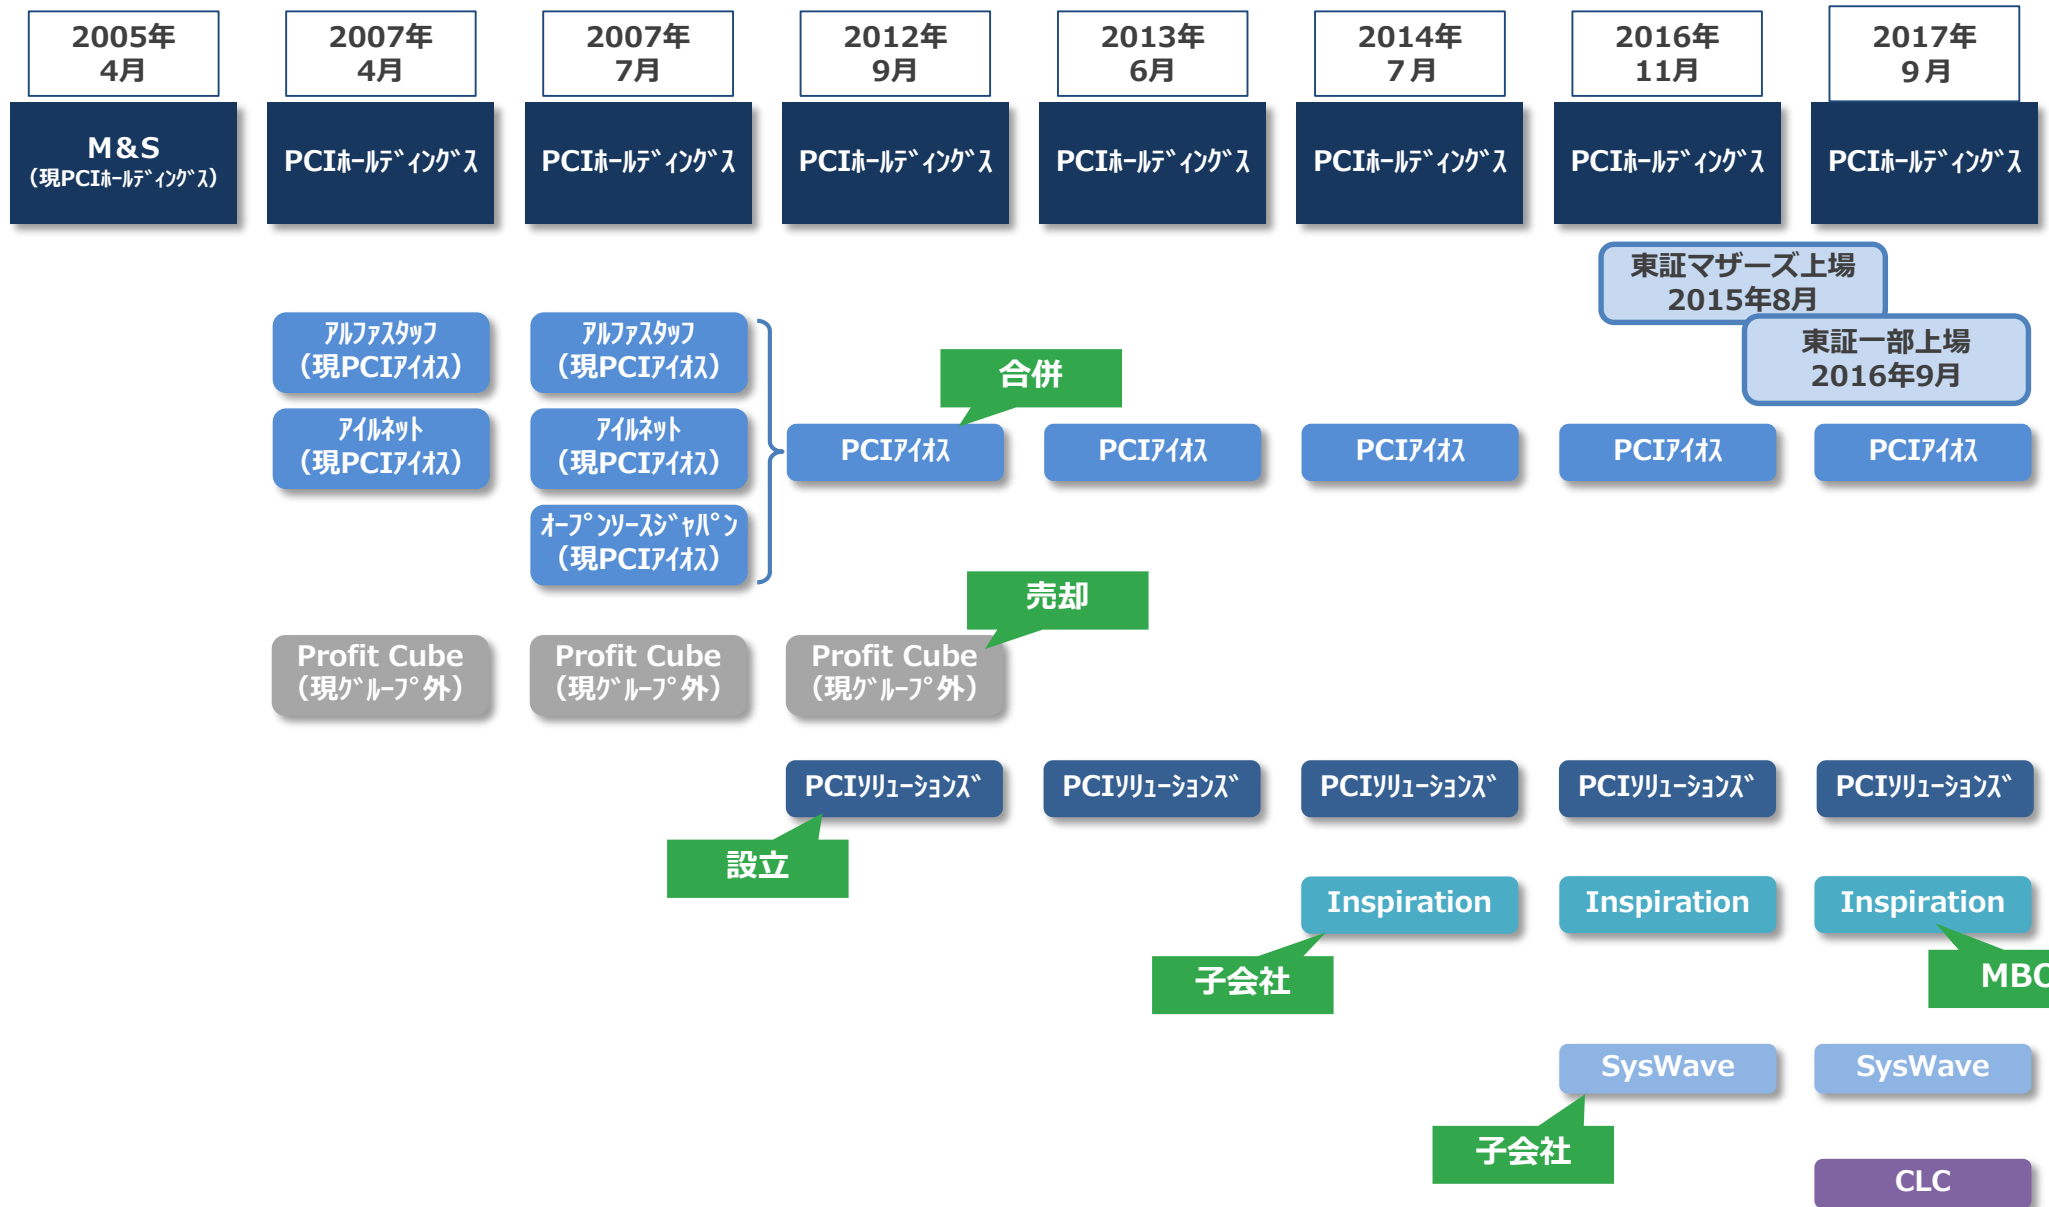 2005年
4月
2007年
4月
2007年
7月
2012年
9月
2013年
6月
2014年
7月
2016年
11月
2017年
9月
M&S
（現PCIﾎｰﾙﾃﾞｨﾝｸﾞｽ）
PCIﾎｰﾙﾃﾞｨﾝｸﾞｽ
PCIﾎｰﾙﾃﾞｨﾝｸﾞｽ
PCIﾎｰﾙﾃﾞｨﾝｸﾞｽ
PCIﾎｰﾙﾃﾞｨﾝｸﾞｽ
PCIﾎｰﾙﾃﾞｨﾝｸﾞｽ
PCIﾎｰﾙﾃﾞｨﾝｸﾞｽ
PCIﾎｰﾙﾃﾞｨﾝｸﾞｽ
東証マザーズ上場
2015年8月
東証一部上場
2016年9月
ｱﾙﾌｧｽﾀｯﾌ
（現PCIｱｲｵｽ）
ｱﾙﾌｧｽﾀｯﾌ
（現PCIｱｲｵｽ）
合併
ｱｲﾙﾈｯﾄ
（現PCIｱｲｵｽ）
ｱｲﾙﾈｯﾄ
（現PCIｱｲｵｽ）
PCIｱｲｵｽ
PCIｱｲｵｽ
PCIｱｲｵｽ
PCIｱｲｵｽ
PCIｱｲｵｽ
ｵｰﾌﾟﾝｿｰｽｼﾞｬﾊﾟﾝ
（現PCIｱｲｵｽ）
売却
Profit Cube
（現ｸﾞﾙｰﾌﾟ外）
Profit Cube
（現ｸﾞﾙｰﾌﾟ外）
Profit Cube
（現ｸﾞﾙｰﾌﾟ外）
PCIｿﾘｭｰｼｮﾝｽﾞ
PCIｿﾘｭｰｼｮﾝｽﾞ
PCIｿﾘｭｰｼｮﾝｽﾞ
PCIｿﾘｭｰｼｮﾝｽﾞ
PCIｿﾘｭｰｼｮﾝｽﾞ
設立
Inspiration
Inspiration
Inspiration
子会社
MBO
SysWave
SysWave
子会社
CLC